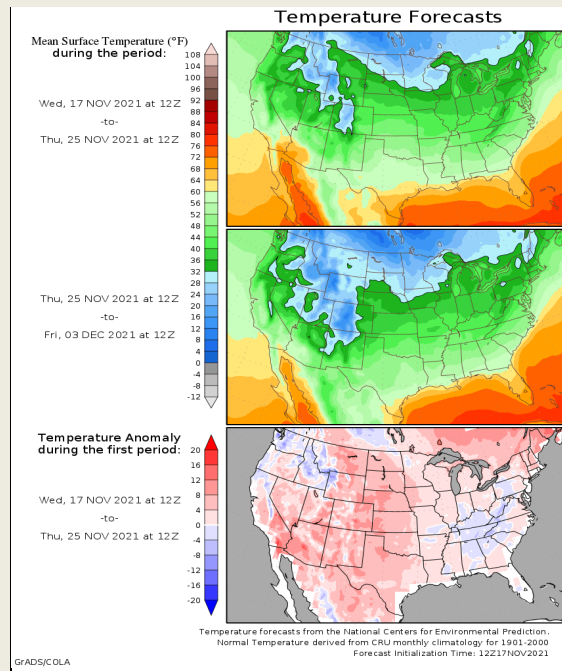 Temperature Forecasts
Mean Surface Temperature (°F)
during the period:
108
104
100
96
92
88
84
80
76
72
68
64
60
56
52
48
44
40
36
32
28
24
20
16
12
8
4
0
-4
-8
-12
Wed, 17 NOV 2021 at 12Z
-to-
Thu, 25 NOV 2021 at 12Z
Thu, 25 NOV 2021 at 12Z
-to-
Fri, 03 DEC 2021 at 12Z
Temperature Anomaly
during the first period:
20
16
12
8
4
0
-4
-8
-12
-16
-20
Wed, 17 NOV 2021 at 12Z
-to-
Thu, 25 NOV 2021 at 12Z
Temperature forecasts from the National Centers for Environmental Prediction.
Normal Temperature derived from CRU monthly climatology for 1901-2000
Forecast Initialization Time: 12Z17NOV2021
GrADS/COLA